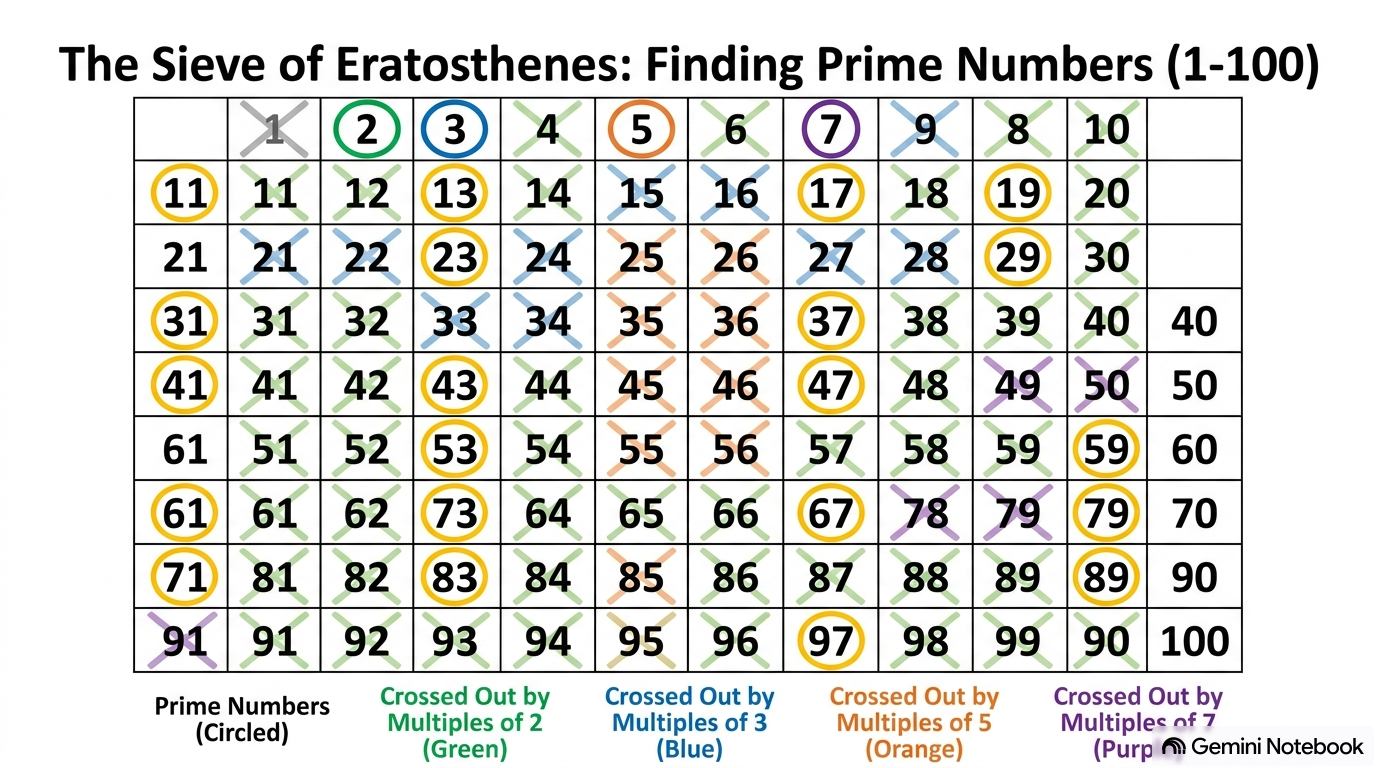 The Sieve of Eratosthenes: Finding Prime Numbers (1-100)
1 2 3 4 5 6 7 9 8 10
11 11 12 13 14 15 16 17 18 19 20
21 21 22 23 24 25 26 27 28 29 30
31 31 32 33 34 35 36 37 38 39 40 40
41 41 42 43 44 45 46 47 48 49 50 50
61 51 52 53 54 55 56 57 58 59 59 60
61 61 62 73 64 65 66 67 78 79 79 70
71 81 82 83 84 85 86 87 88 89 89 90
91 91 92 93 94 95 96 97 98 99 90 100
Prime Numbers
(Circled)
Crossed Out by
Multiples of 2
(Green)
Crossed Out by
Multiples of 3
(Blue)
Crossed Out by
Multiples of 5
(Orange)
Crossed Out by
Multiples of 7
Gemini Notebook